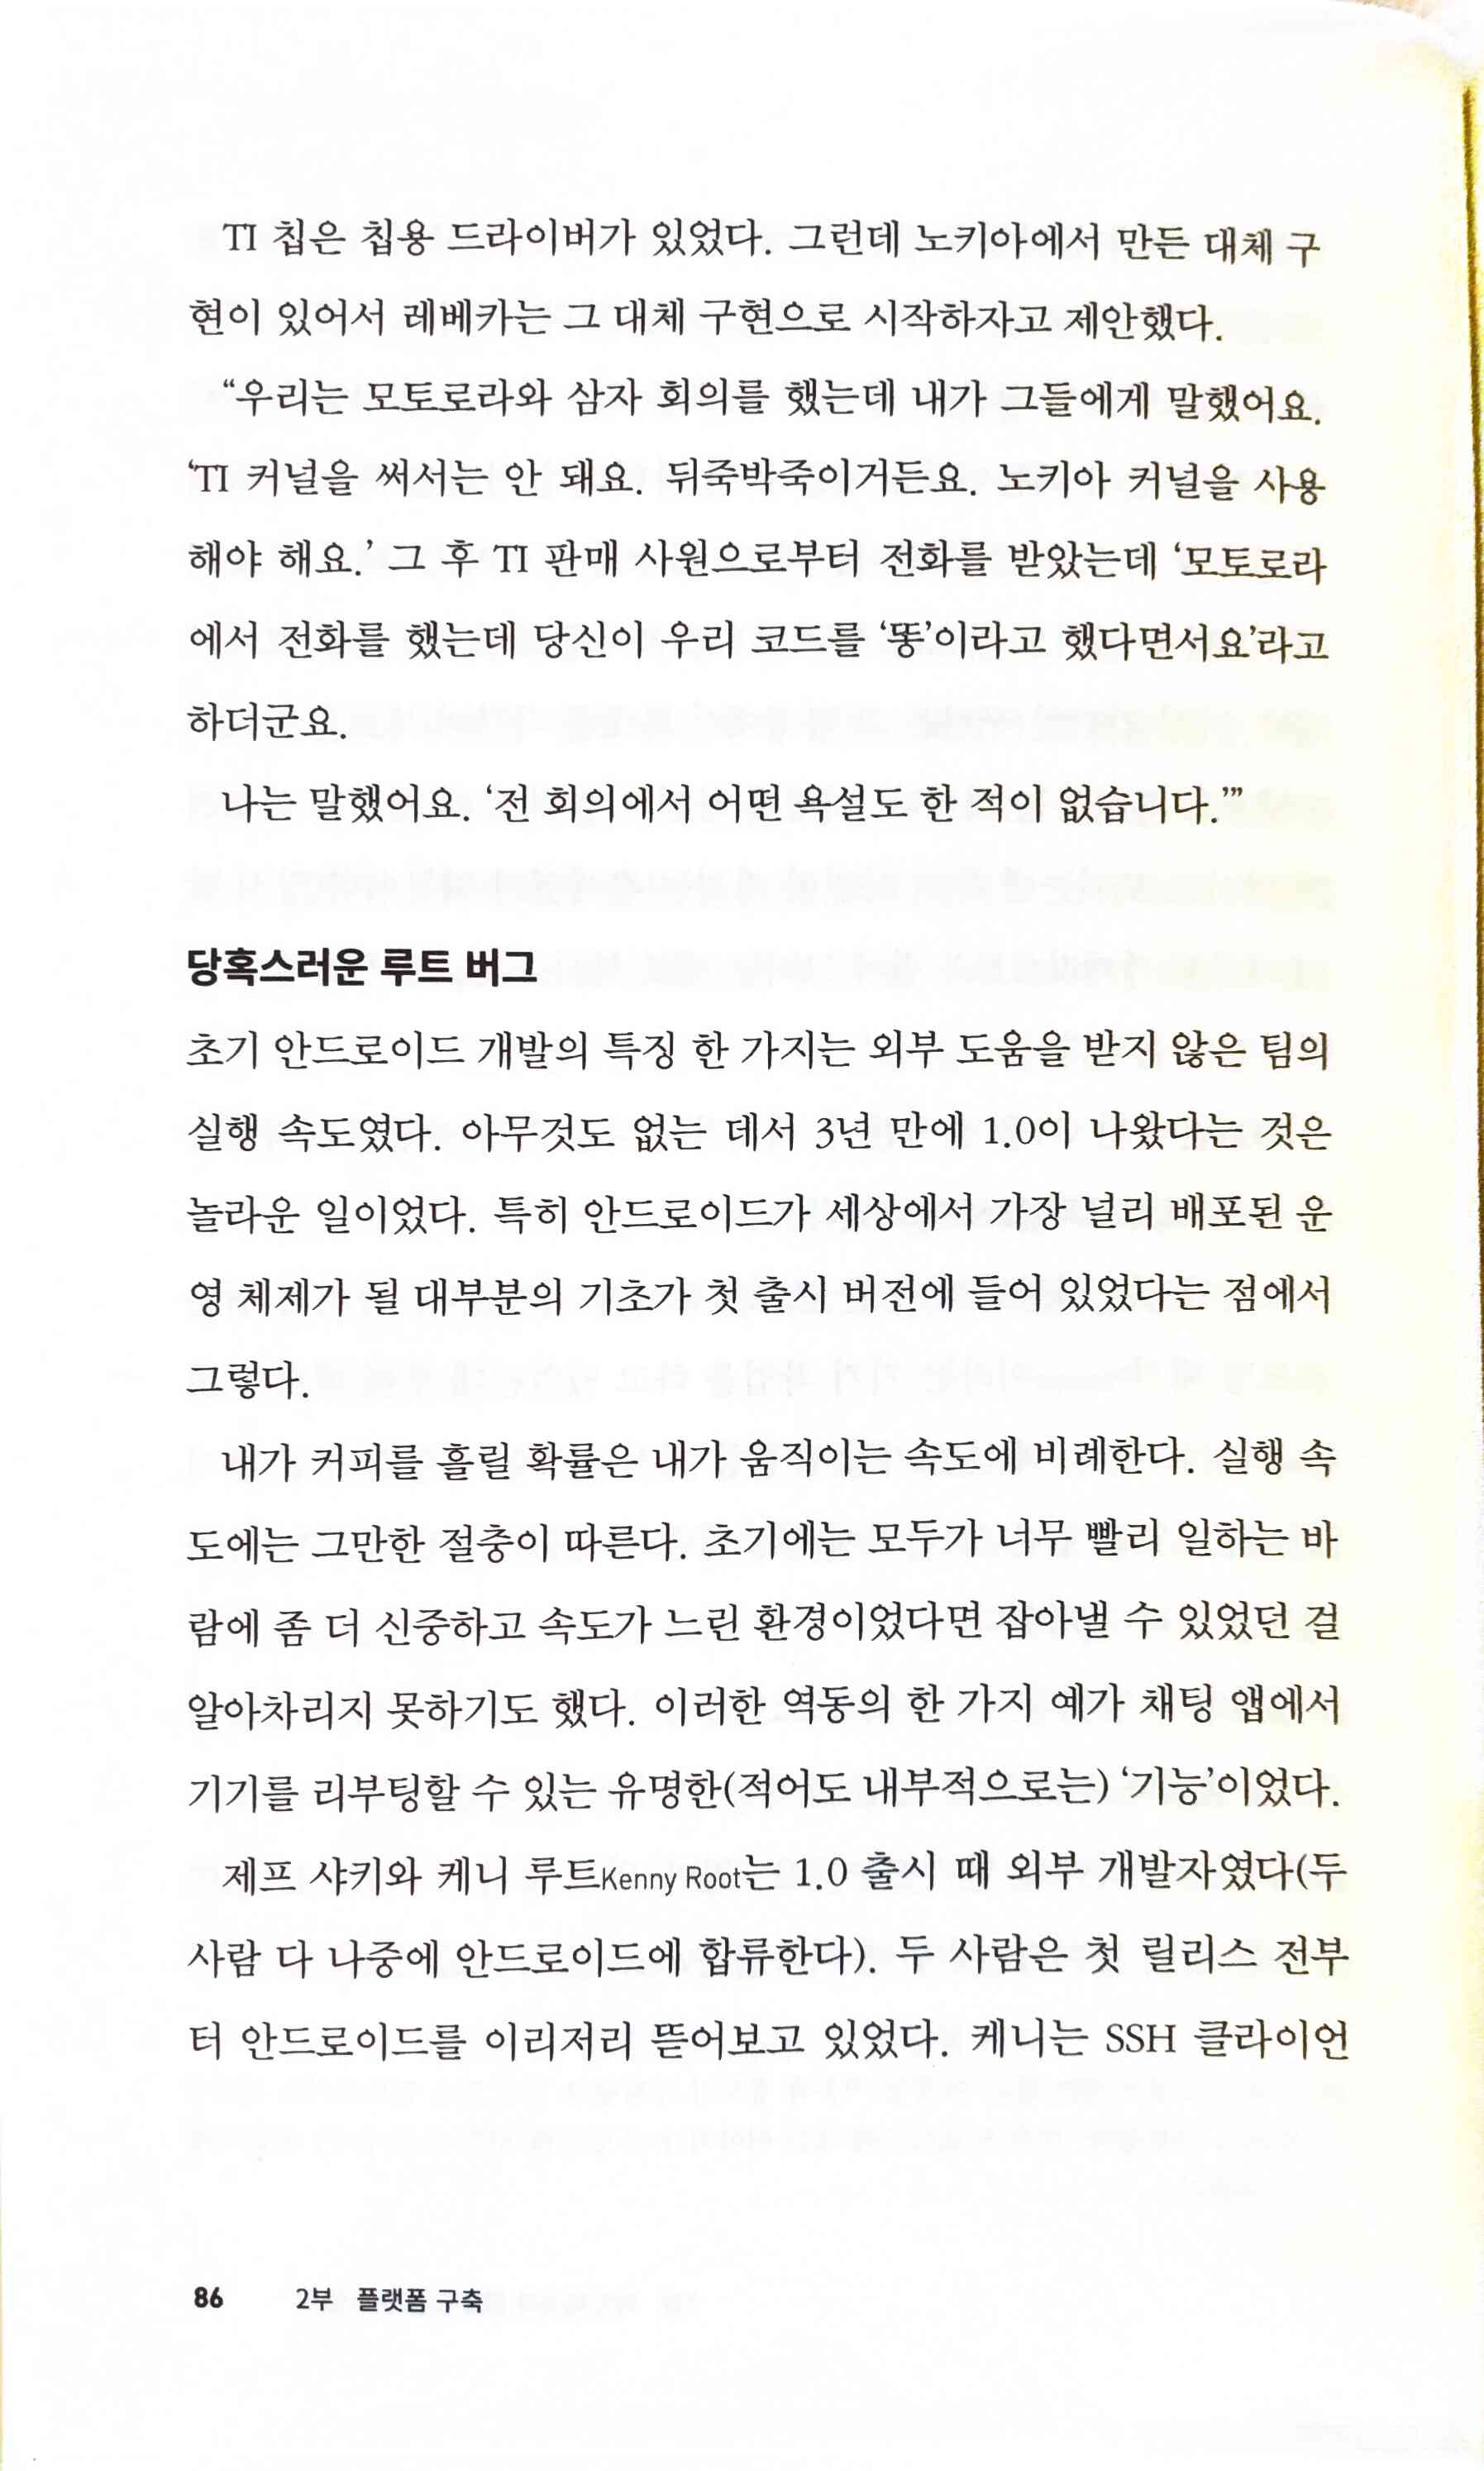 TI 칩은 칩용 드라이버가 있었다. 그런데 노키아에서 만든 대체 구
현이 있어서 레베카는 그 대체 구현으로 시작하자고 제안했다.
“우리는 모토로라와 삼자 회의를 했는데 내가 그들에게 말했어요.
‘TI 커널을 써서는 안 돼요. 뒤죽박죽이거든요. 노키아 커널을 사용
해야 해요.’ 그 후 TI 판매 사원으로부터 전화를 받았는데 ‘모토로라
에서 전화를 했는데 당신이 우리 코드를 ‘똥’이라고 했다면서요’라고
하더군요.
나는 말했어요. ‘전 회의에서 어떤 욕설도 한 적이 없습니다.’”
당혹스러운 루트 버그
초기 안드로이드 개발의 특징 한 가지는 외부 도움을 받지 않은 팀의
실행 속도였다. 아무것도 없는 데서 3년 만에 1.0이 나왔다는 것은
놀라운 일이었다. 특히 안드로이드가 세상에서 가장 널리 배포된 운
영 체제가 될 대부분의 기초가 첫 출시 버전에 들어 있었다는 점에서
그렇다.
내가 커피를 흘릴 확률은 내가 움직이는 속도에 비례한다. 실행 속
도에는 그만한 절충이 따른다. 초기에는 모두가 너무 빨리 일하는 바
람에 좀 더 신중하고 속도가 느린 환경이었다면 잡아낼 수 있었던 걸
알아차리지 못하기도 했다. 이러한 역동의 한 가지 예가 채팅 앱에서
기기를 리부팅할 수 있는 유명한(적어도 내부적으로는) ‘기능’이었다.
제프 샤키와 케니 루트Kenny Root는 1.0 출시 때 외부 개발자였다(두
사람 다 나중에 안드로이드에 합류한다). 두 사람은 첫 릴리스 전부
터 안드로이드를 이리저리 뜯어보고 있었다. 케니는 SSH 클라이언
86 2부 플랫폼 구축